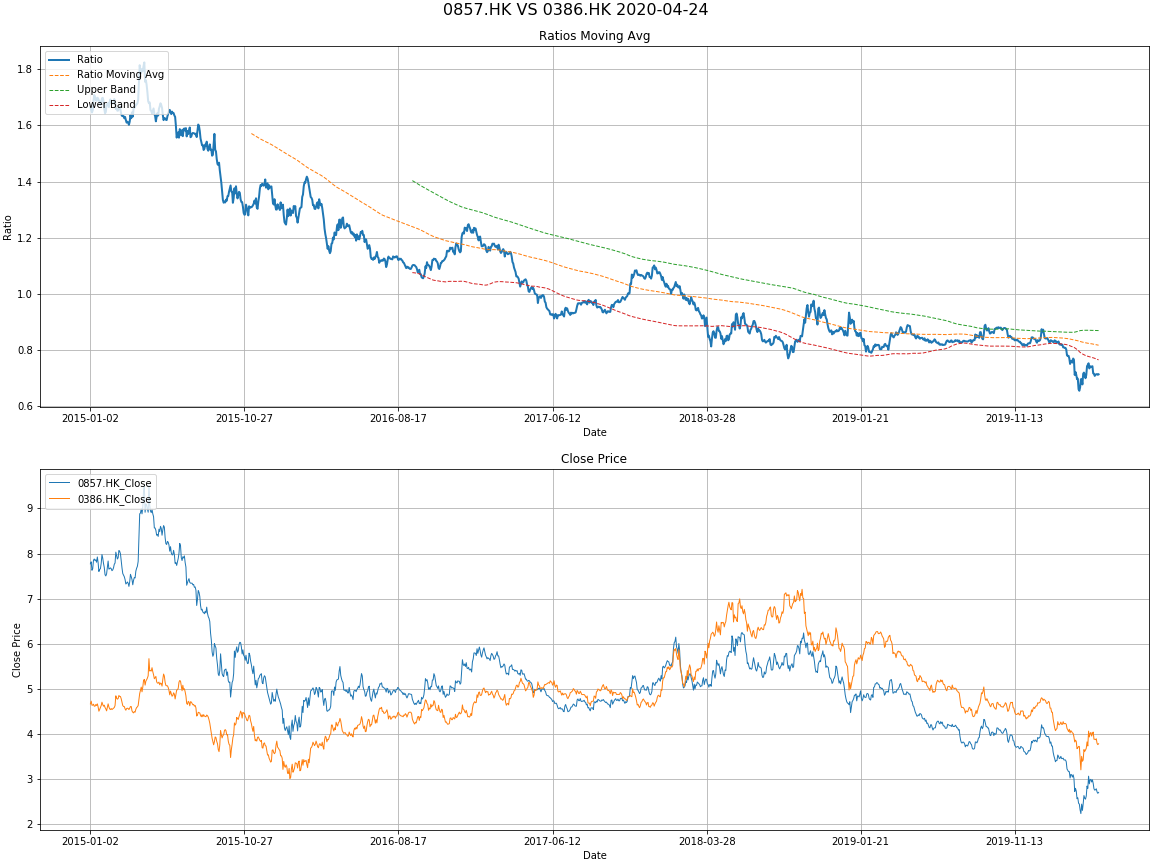 0857.HK VS 0386.HK 2020-04-24
Ratios Moving Avg
Ratio
Ratio Moving Avg
Upper Band
Lower Band
1.8
1.6
1.4
1.2
1.0
0.8
0.6
Ratio
2015-01-02 2015-10-27 2016-08-17 2017-06-12 2018-03-28 2019-01-21 2019-11-13
Date
Close Price
0857.HK_Close
0386.HK_Close
9
8
7
6
5
4
3
2
Close Price
2015-01-02 2015-10-27 2016-08-17 2017-06-12 2018-03-28 2019-01-21 2019-11-13
Date